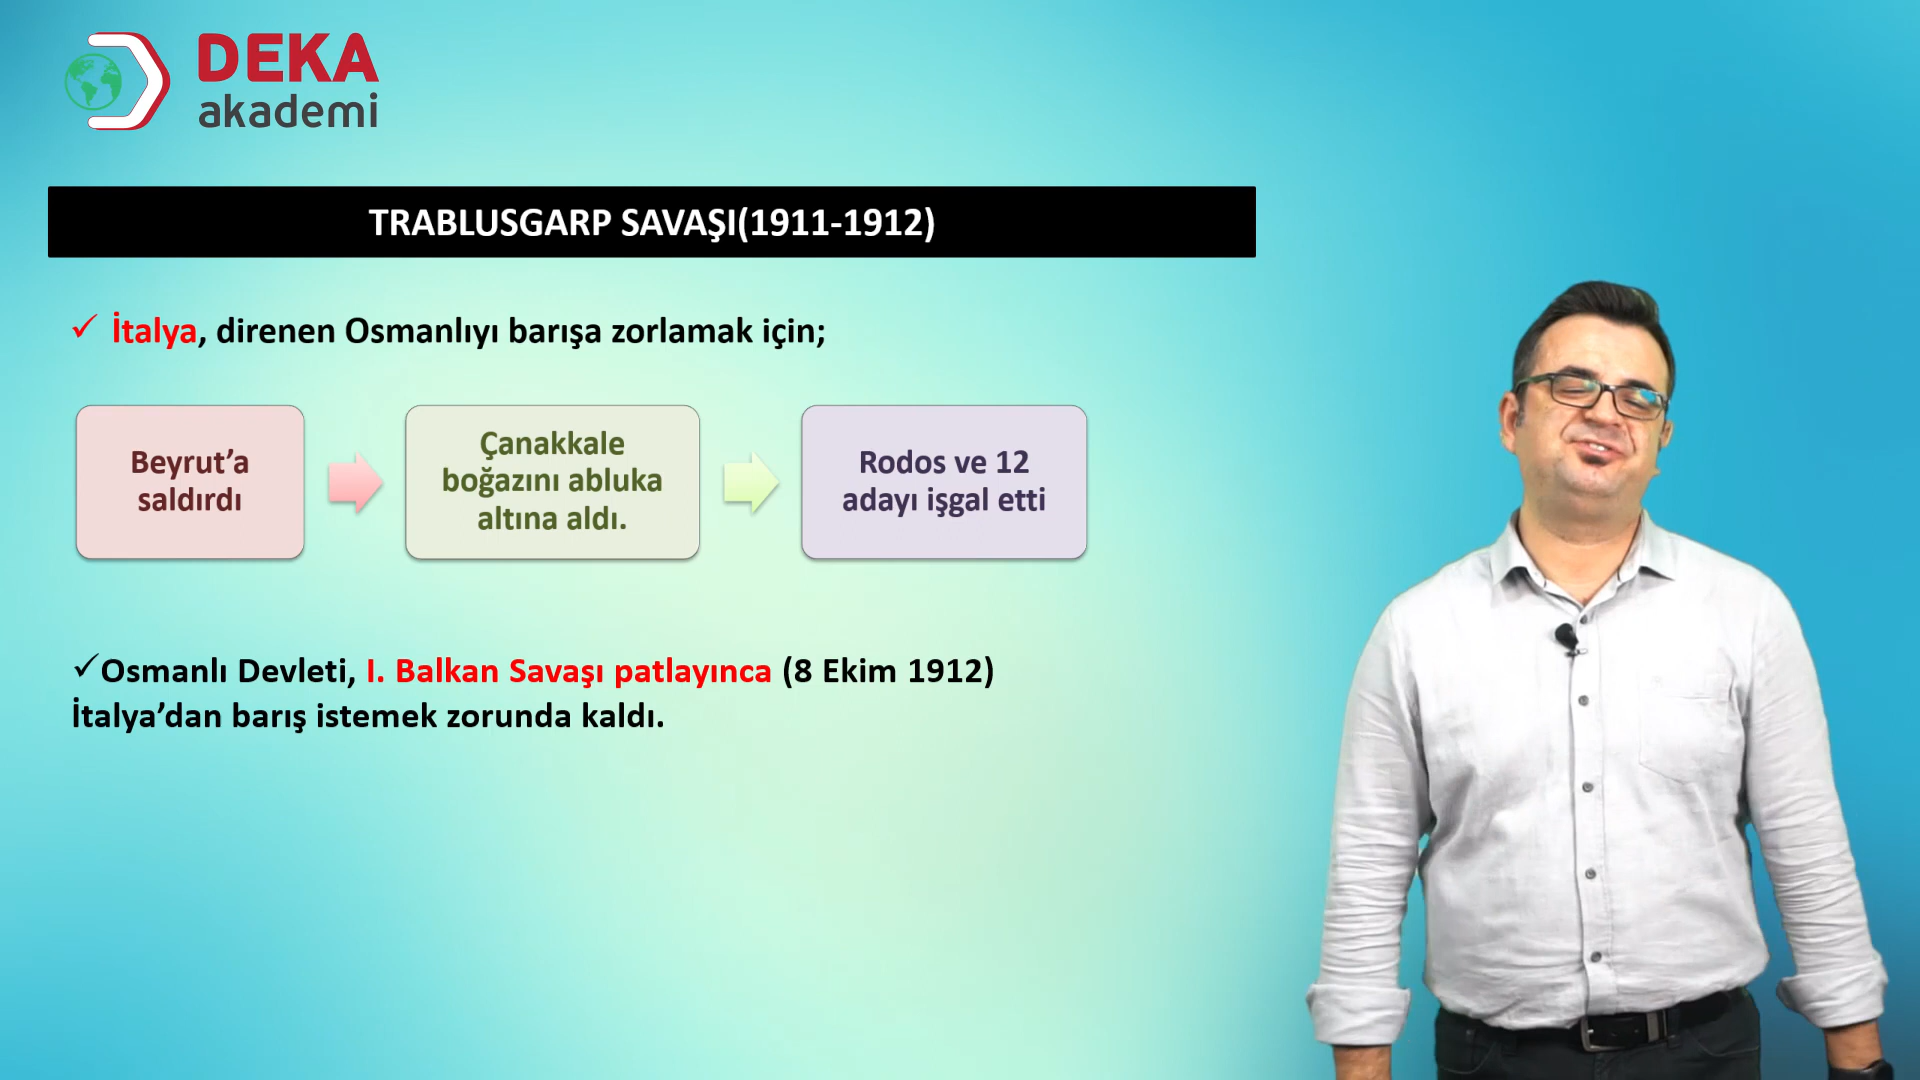 DEKA
akademi
TRABLUSGARP SAVAŞI(1911-1912)
✓ İtalya, direnen Osmanlıyı barışa zorlamak için;
Beyrut’a
saldırdı
Çanakkale
boğazını abluka
altına aldı.
Rodos ve 12
adayı işgal etti
✓Osmanlı Devleti, I. Balkan Savaşı patlayınca (8 Ekim 1912)
İtalya’dan barış istemek zorunda kaldı.